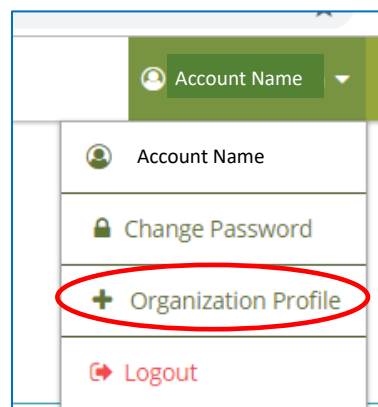 Account Name
Account Name
Change Password
Organization Profile
Logout